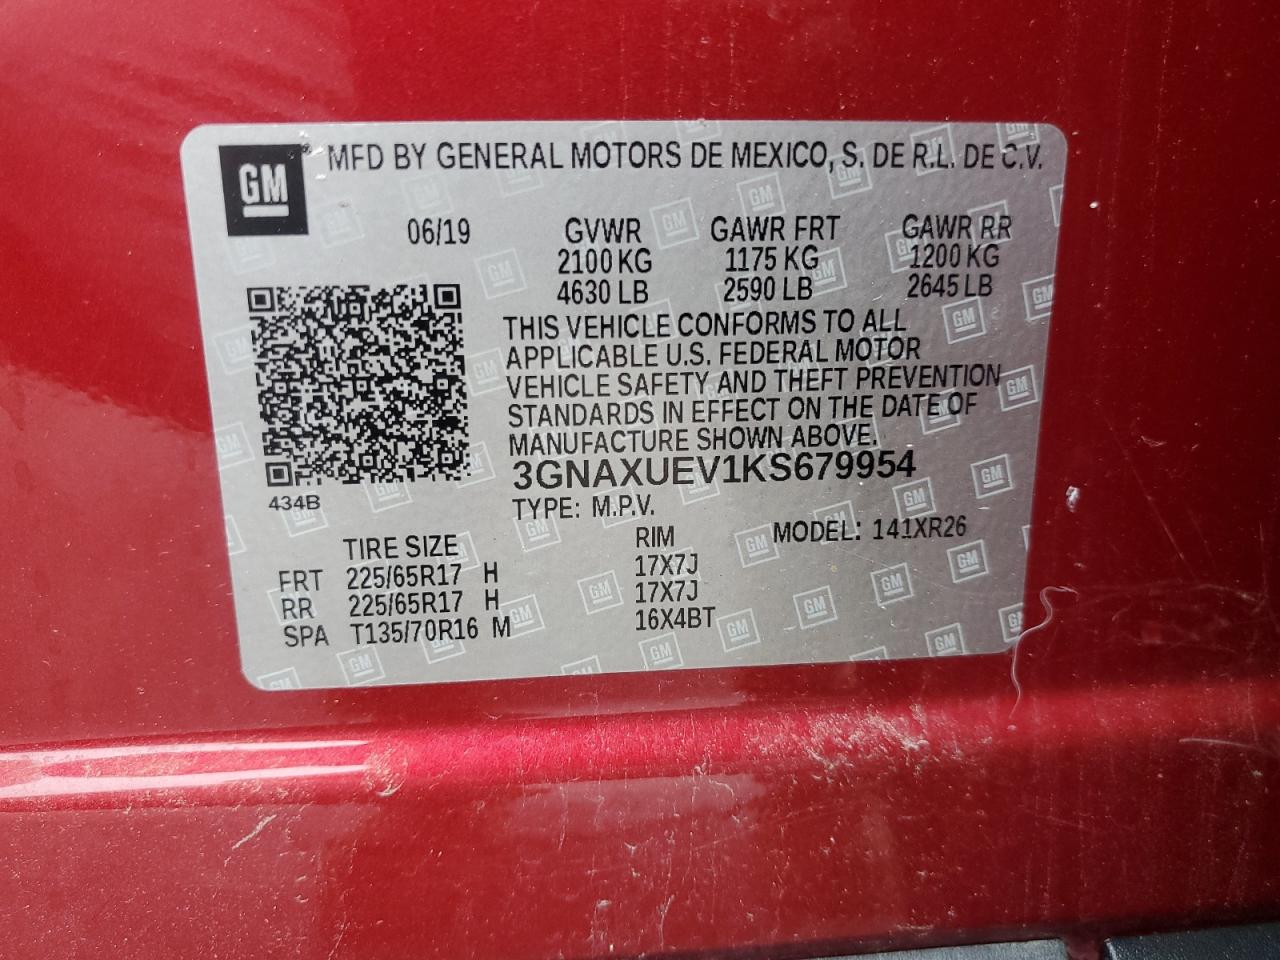 GM
® MFD BY GENERAL MOTORS DE MEXICO, S. DE R.L. DE C.V.
06/19 GVWR GAWR FRT GAWR RR
2100 KG 1175 KG 1200 KG
4630 LB 2590 LB 2645 LB
THIS VEHICLE CONFORMS TO ALL
APPLICABLE U.S. FEDERAL MOTOR
VEHICLE SAFETY AND THEFT PREVENTION
STANDARDS IN EFFECT ON THE DATE OF
MANUFACTURE SHOWN ABOVE.
3GNAXUEV1KS679954
434B
TYPE: M.P.V.
MODEL: 141XR26
TIRE SIZE RIM
FRT 225/65R17 H 17X7J
RR 225/65R17 H 17X7J
SPA T135/70R16 M 16X4BT